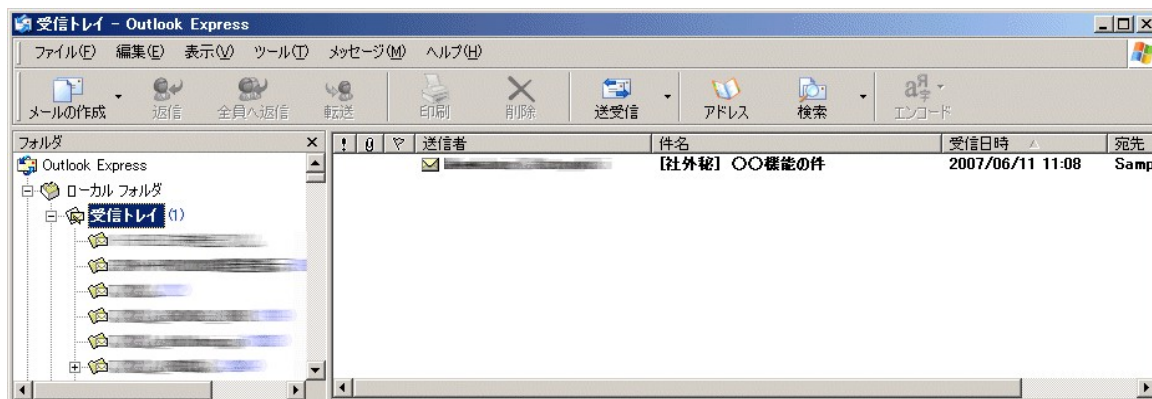 受信トレイ - Outlook Express
ファイル(F) 編集(E) 表示(V) ツール(T) メッセージ(M) ヘルプ(H)
メールの作成 返信 全員へ返信 転送 印刷 削除 送受信 アドレス 検索 エンコード
フォルダ
! 送信者 件名 受信日時 宛先
Outlook Express
[社外秘] 〇〇機能の件 2007/06/11 11:08 Samp
ローカル フォルダ
受信トレイ (1)